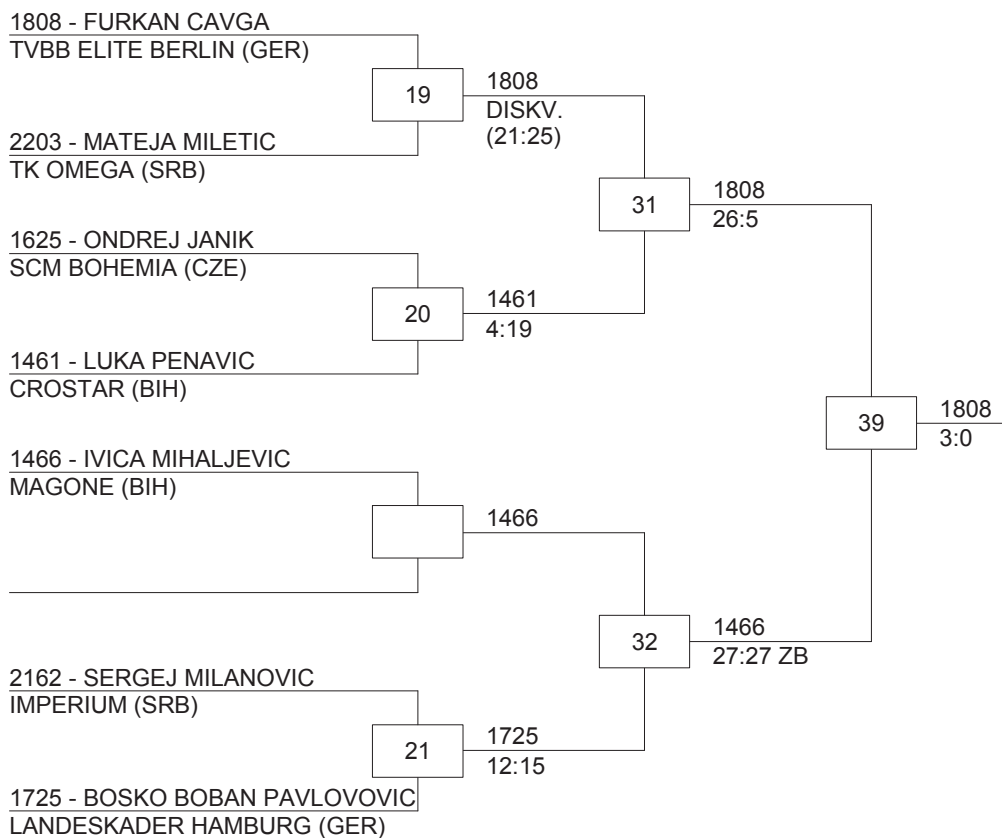 1808 - FURKAN CAVGA
TVBB ELITE BERLIN (GER)
19
1808
DISKV.
(21:25)
2203 - MATEJA MILETIC
TK OMEGA (SRB)
31
1808
26:5
1625 - ONDREJ JANIK
SCM BOHEMIA (CZE)
20
1461
4:19
1461 - LUKA PENAVIC
CROSTAR (BIH)
39
1808
3:0
1466 - IVICA MIHALJEVIC
MAGONE (BIH)
1466
32
1466
27:27 ZB
2162 - SERGEJ MILANOVIC
IMPERIUM (SRB)
21
1725
12:15
1725 - BOSKO BOBAN PAVLOVOVIC
LANDESKADER HAMBURG (GER)